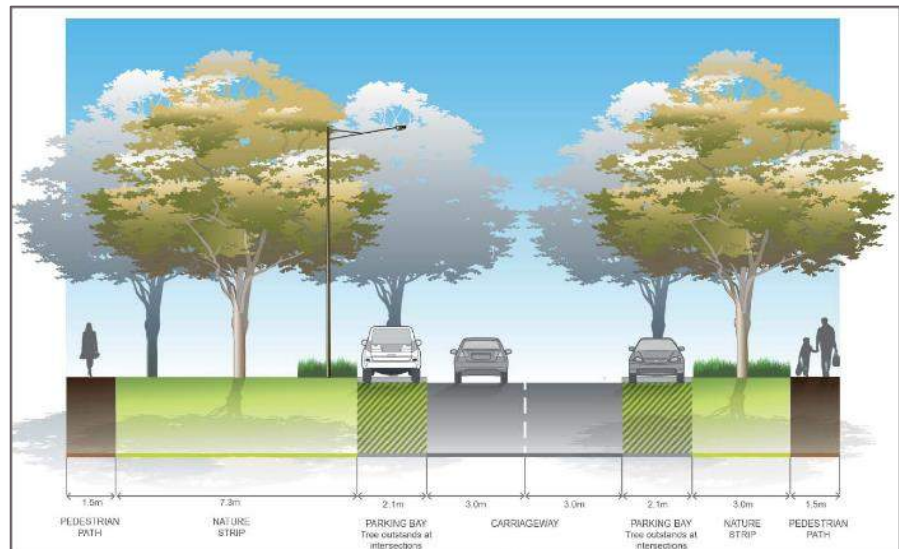 1.5m
7.3m
2.1m
3.0m
3.0m
2.1m
3.0m
1.5m
PEDESTRIAN
PATH
NATURE
STRIP
PARKING BAY
Tree outstands at
intersections
CARRIAGEWAY
PARKING BAY
Tree outstands at
intersections
NATURE
STRIP
PEDESTRIAN
PATH